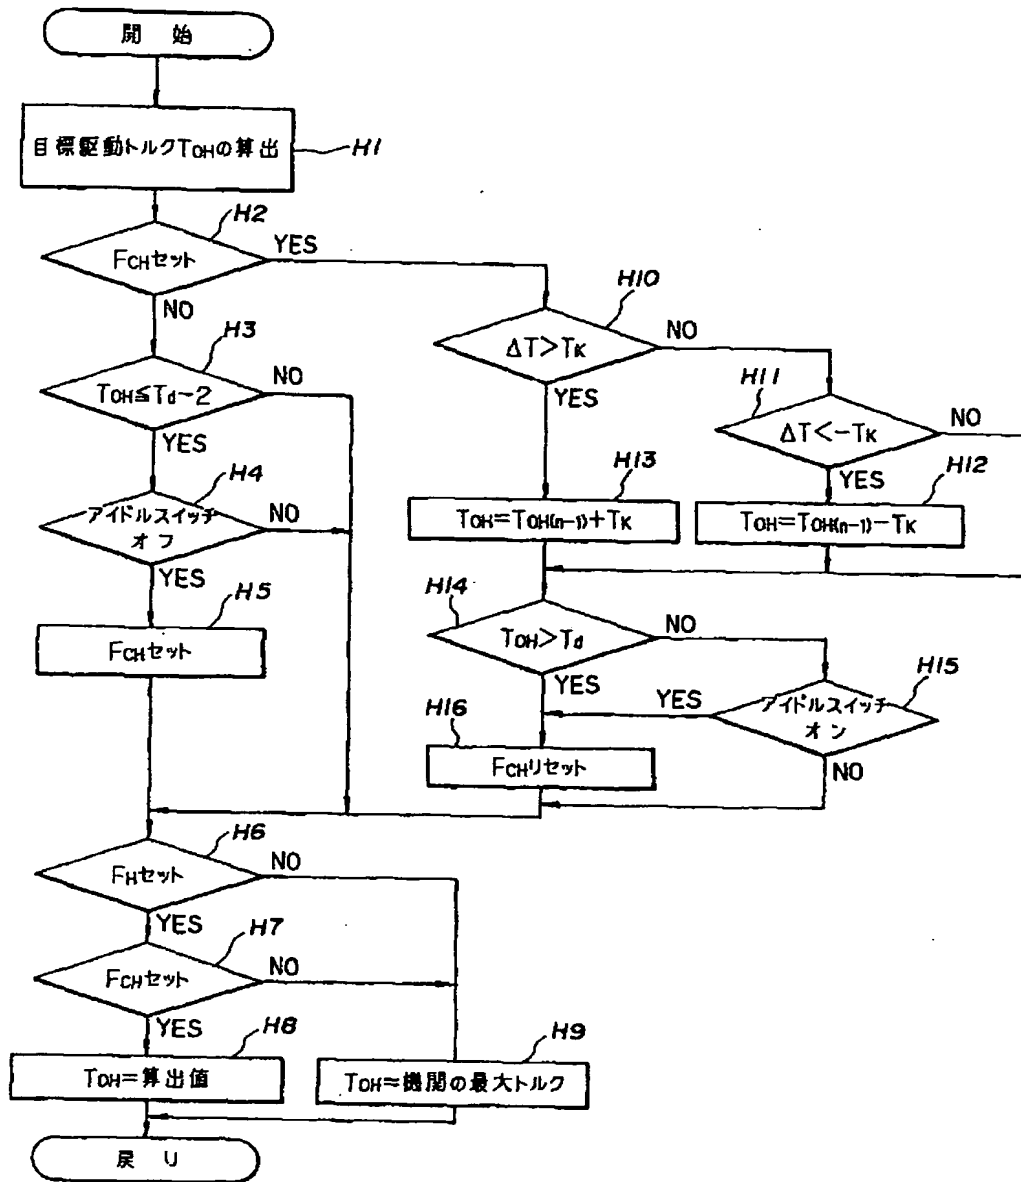 開 始
目標駆動トルクTOHの算出
H1
H2
FCHセット
YES
NO
H3
TOH≦Td-2
NO
YES
H4
アイドルスイッチ
オフ
NO
YES
H5
FCHセット
H10
ΔT>TK
NO
YES
H11
ΔT<-TK
NO
YES
H12
TOH=TOH(n-1)-TK
H13
TOH=TOH(n-1)+TK
H14
TOH>Td
NO
YES
H15
アイドルスイッチ
オン
YES
NO
H16
FCHリセット
H6
FHセット
NO
YES
H7
FCHセット
NO
YES
H8
TOH=算出値
H9
TOH=機関の最大トルク
戻 り